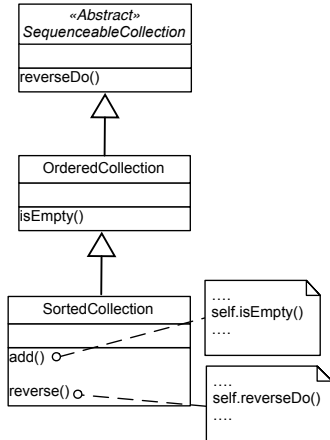 «Abstract»
SequenceableCollection
reverseDo()
OrderedCollection
isEmpty()
SortedCollection
add()
reverse()
....
self.isEmpty()
....
....
self.reverseDo()
....